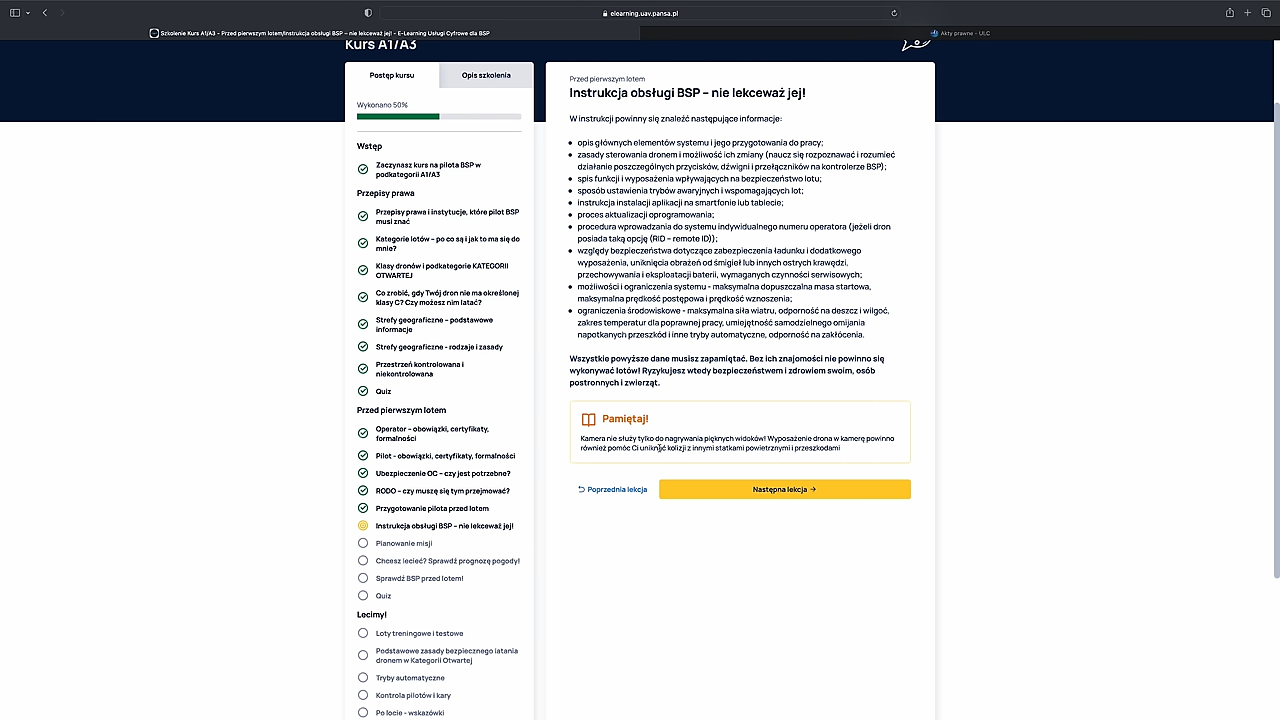 elearning.uav.pansa.pl
Szkolenie Kurs A1/A3 – Przed pierwszym lotem/Instrukcja obsługi BSP – nie lekceważ jej! – E-Learning Usługi Cyfrowe dla BSP
Akty prawne – ULC
Kurs A1/A3
Postęp kursu
Opis szkolenia
Wykonano 50%
Wstęp
Zaczynasz kurs na pilota BSP w
podkategorii A1/A3
Przepisy prawa
Przepisy prawa i instytucje, które pilot BSP
musi znać
Kategorie lotów – po co są i jak to ma się do
mnie?
Klasy dronów i podkategorie KATEGORII
OTWARTEJ
Co zrobić, gdy Twój dron nie ma określonej
klasy C? Czy możesz nim latać?
Strefy geograficzne – podstawowe
informacje
Strefy geograficzne - rodzaje i zasady
Przestrzeń kontrolowana i
niekontrolowana
Quiz
Przed pierwszym lotem
Operator – obowiązki, certyfikaty,
formalności
Pilot - obowiązki, certyfikaty, formalności
Ubezpieczenie OC – czy jest potrzebne?
RODO – czy muszę się tym przejmować?
Przygotowanie pilota przed lotem
Instrukcja obsługi BSP – nie lekceważ jej!
Planowanie misji
Chcesz lecieć? Sprawdź prognozę pogody!
Sprawdź BSP przed lotem!
Quiz
Lecimy!
Loty treningowe i testowe
Podstawowe zasady bezpiecznego latania
dronem w Kategorii Otwartej
Tryby automatyczne
Kontrola pilotów i kary
Po locie - wskazówki
Przed pierwszym lotem
Instrukcja obsługi BSP – nie lekceważ jej!
W instrukcji powinny się znaleźć następujące informacje:
opis głównych elementów systemu i jego przygotowania do pracy;
zasady sterowania dronem i możliwość ich zmiany (naucz się rozpoznawać i rozumieć
działanie poszczególnych przycisków, dźwigni i przełączników na kontrolerze BSP);
spis funkcji i wyposażenia wpływających na bezpieczeństwo lotu;
sposób ustawienia trybów awaryjnych i wspomagających lot;
instrukcja instalacji aplikacji na smartfonie lub tablecie;
proces aktualizacji oprogramowania;
procedura wprowadzania do systemu indywidualnego numeru operatora (jeżeli dron
posiada taką opcję (RID – remote ID));
względy bezpieczeństwa dotyczące zabezpieczenia ładunku i dodatkowego
wyposażenia, uniknięcia obrażeń od śmigieł lub innych ostrych krawędzi,
przechowywania i eksploatacji baterii, wymaganych czynności serwisowych;
możliwości i ograniczenia systemu - maksymalna dopuszczalna masa startowa,
maksymalna prędkość postępowa i prędkość wznoszenia;
ograniczenia środowiskowe - maksymalna siła wiatru, odporność na deszcz i wilgoć,
zakres temperatur dla poprawnej pracy, umiejętność samodzielnego omijania
napotkanych przeszkód i inne tryby automatyczne, odporność na zakłócenia.
Wszystkie powyższe dane musisz zapamiętać. Bez ich znajomości nie powinno się
wykonywać lotów! Ryzykujesz wtedy bezpieczeństwem i zdrowiem swoim, osób
postronnych i zwierząt.
Pamiętaj!
Kamera nie służy tylko do nagrywania pięknych widoków! Wyposażenie drona w kamerę powinno
również pomóc Ci uniknąć kolizji z innymi statkami powietrznymi i przeszkodami
Poprzednia lekcja
Następna lekcja →